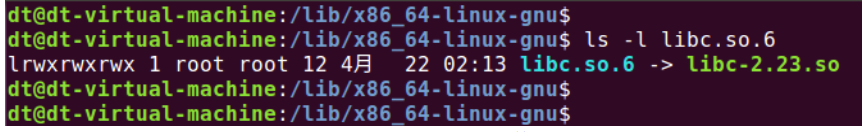 dt@dt-virtual-machine:/lib/x86_64-linux-gnu$
dt@dt-virtual-machine:/lib/x86_64-linux-gnu$ ls -l libc.so.6
lrwxrwxrwx 1 root root 12 4月  22 02:13 libc.so.6 -> libc-2.23.so
dt@dt-virtual-machine:/lib/x86_64-linux-gnu$
dt@dt-virtual-machine:/lib/x86_64-linux-gnu$